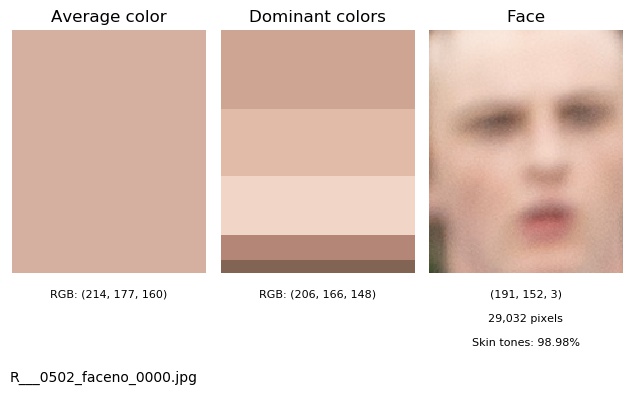 Average color
Dominant colors
Face
RGB: (214, 177, 160)
RGB: (206, 166, 148)
(191, 152, 3)
29,032 pixels
Skin tones: 98.98%
R___0502_faceno_0000.jpg